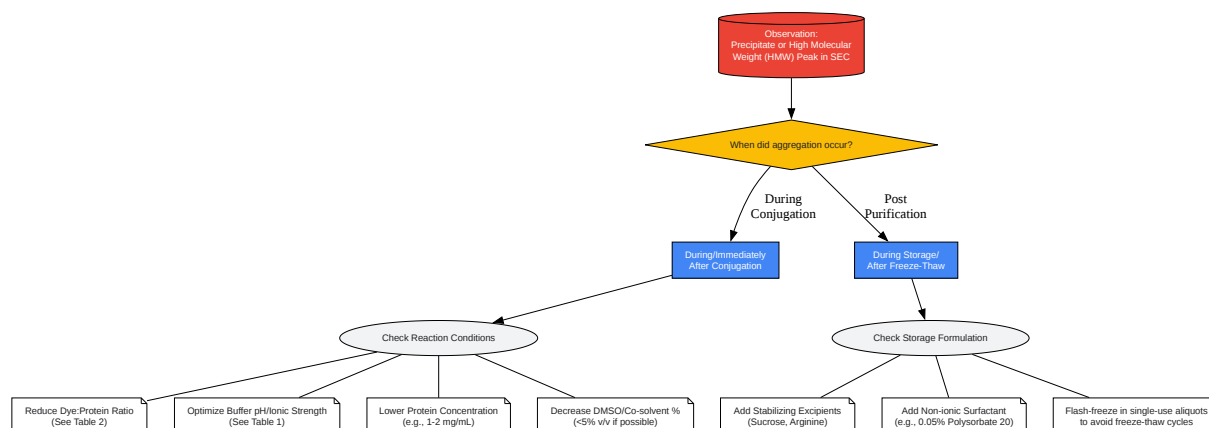 Observation:
Precipitate or High Molecular
Weight (HMW) Peak in SEC
When did aggregation occur?
During
Conjugation
Post
Purification
During/Immediately
After Conjugation
During Storage/
After Freeze-Thaw
Check Reaction Conditions
Check Storage Formulation
Reduce Dye:Protein Ratio
(See Table 2)
Optimize Buffer pH/Ionic Strength
(See Table 1)
Lower Protein Concentration
(e.g., 1-2 mg/mL)
Decrease DMSO/Co-solvent %
(<5% v/v if possible)
Add Stabilizing Excipients
(Sucrose, Arginine)
Add Non-ionic Surfactant
(e.g., 0.05% Polysorbate 20)
Flash-freeze in single-use aliquots
to avoid freeze-thaw cycles